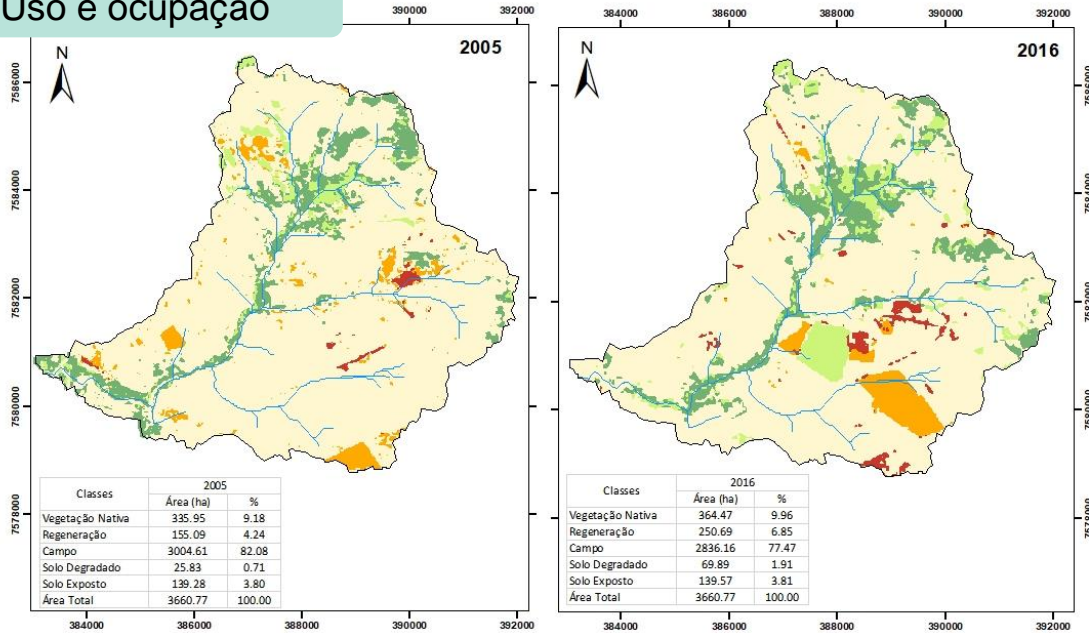 Uso e ocupação
390000 392000
2005
N
7586000
7584000
7582000
7580000
7578000
Classes 2005
Área (ha) %
Vegetação Nativa 335.95 9.18
Regeneração 155.09 4.24
Campo 3004.61 82.08
Solo Degradado 25.83 0.71
Solo Exposto 139.28 3.80
Área Total 3660.77 100.00
384000 386000 388000 390000 392000
384000 386000 388000 390000 392000
2016
N
Classes 2016
Área (ha) %
Vegetação Nativa 364.47 9.96
Regeneração 250.69 6.85
Campo 2836.16 77.47
Solo Degradado 69.89 1.91
Solo Exposto 139.57 3.81
Área Total 3660.77 100.00
384000 386000 388000 390000 392000